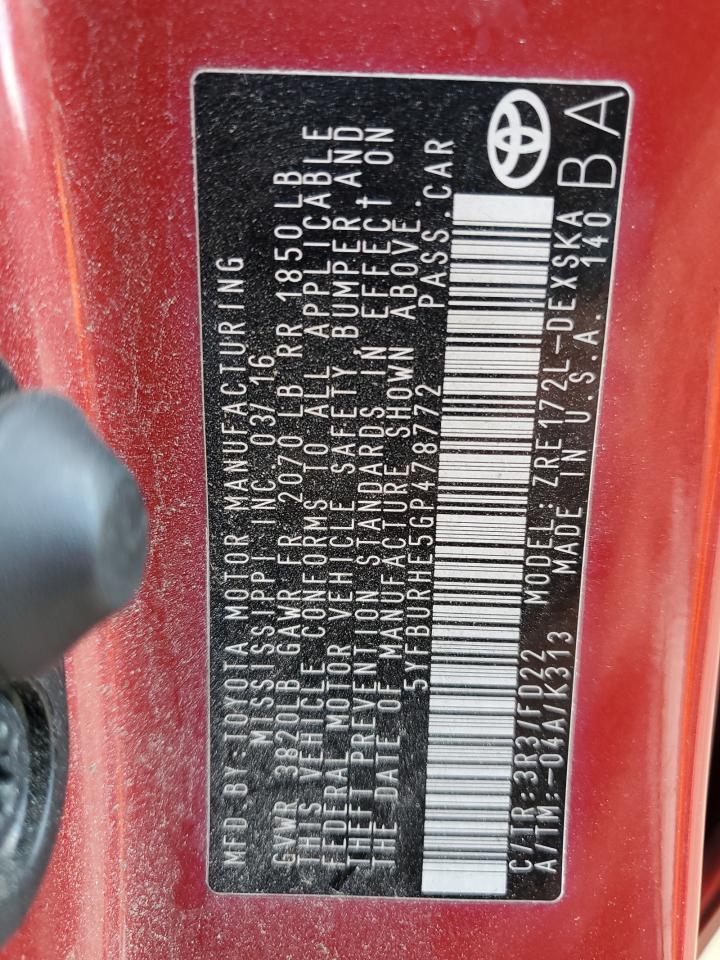 MFD.BY:TOYOTA MOTOR MANUFACTURING
MISSISSIPPI INC.03/16
GVWR 3820LB GAWR FR 2070 LB RR 1850 LB
THIS VEHICLE CONFORMS TO ALL APPLICABLE
FEDERAL MOTOR VEHICLE SAFETY BUMPER AND
THEFT PREVENTION STANDARDS IN EFFECT ON
THE DATE OF MANUFACTURE SHOWN ABOVE.
5YFBURHE5GP478772 PASS.CAR
C/TR:3R3/FD22 MODEL:ZRE172L-DEXSKA
A/TM:-04A/K313 MADE IN U.S.A. 140
BA